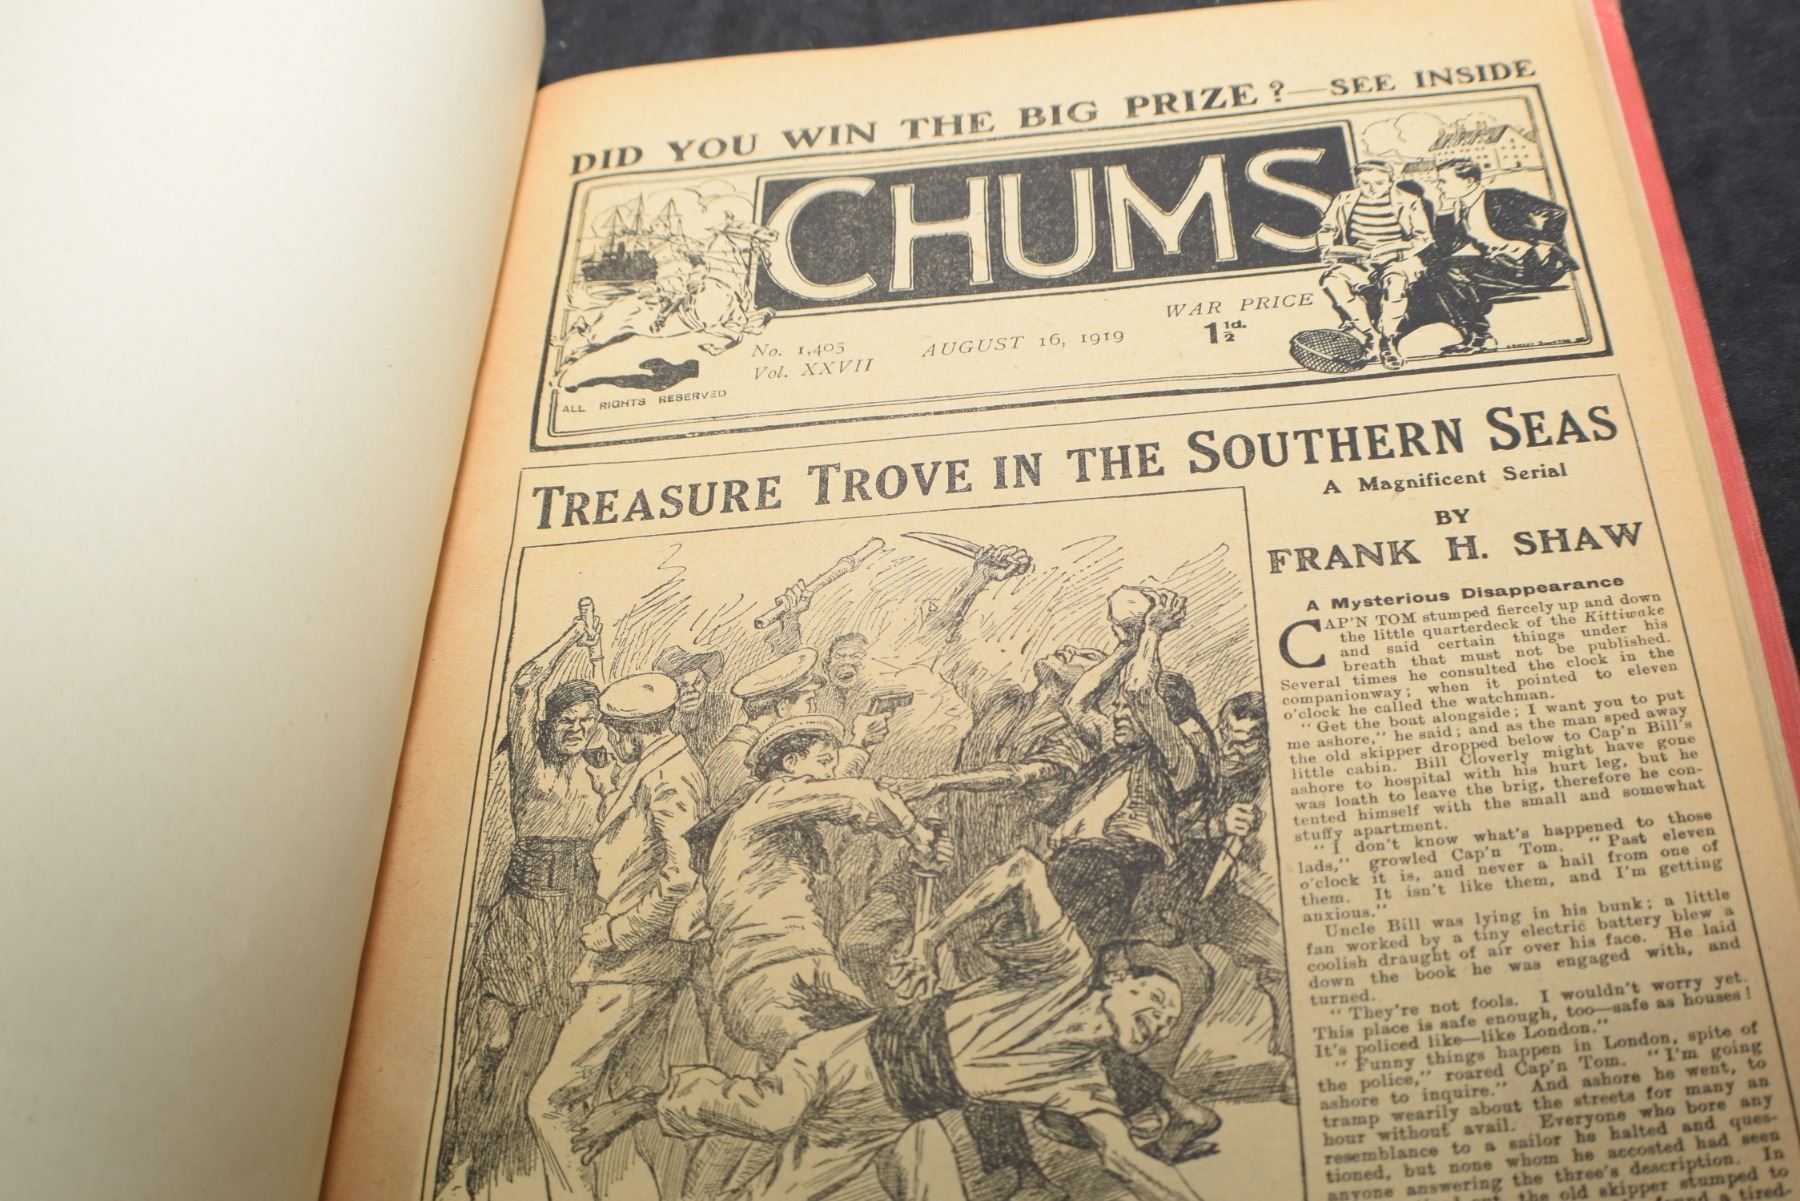 DID YOU WIN THE BIG PRIZE?—SEE INSIDE
CHUMS
No. 1,405
Vol. XXVII
AUGUST 16, 1919
WAR PRICE
1½d.
ALL RIGHTS RESERVED
TREASURE TROVE IN THE SOUTHERN SEAS
A Magnificent Serial
BY
FRANK H. SHAW
A Mysterious Disappearance
CAP'N TOM stumped fiercely up and down
the little quarterdeck of the Kittiwake
and said certain things under his
breath that must not be published.
Several times he consulted the clock in the
companionway; when it pointed to eleven
o'clock he called the watchman.
"Get the boat alongside; I want you to put
me ashore," he said; and as the man sped away
the old skipper dropped below to Cap'n Bill's
little cabin. Bill Cloverly might have gone
ashore to hospital with his hurt leg, but he
was loath to leave the brig, therefore he con-
tented himself with the small and somewhat
stuffy apartment.
"I don't know what's happened to those
lads," growled Cap'n Tom. "Past eleven
o'clock it is, and never a hail from one of
them. It isn't like them, and I'm getting
anxious."
Uncle Bill was lying in his bunk; a little
fan worked by a tiny electric battery blew a
coolish draught of air over his face. He laid
down the book he was engaged with, and
turned.
"They're not fools. I wouldn't worry yet.
This place is safe enough, too—safe as houses!
It's policed like—like London."
"Funny things happen in London, spite of
the police," roared Cap'n Tom. "I'm going
ashore to inquire." And ashore he went, to
tramp wearily about the streets for many an
hour without avail. Everyone who bore any
resemblance to a sailor he halted and ques-
tioned, but none whom he accosted had seen
anyone answering the three's description. In
the old skipper stumped to
tired-